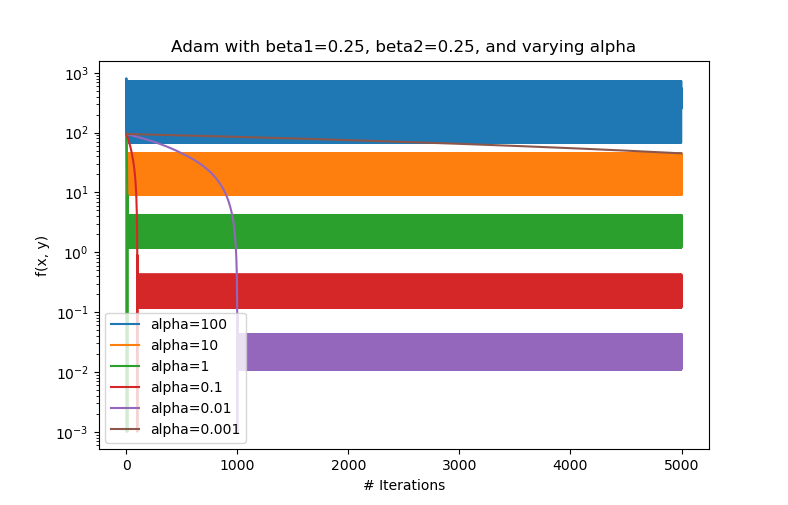 Adam with beta1=0.25, beta2=0.25, and varying alpha
f(x, y)
10³
10²
10¹
10⁰
10⁻¹
10⁻²
10⁻³
alpha=100
alpha=10
alpha=1
alpha=0.1
alpha=0.01
alpha=0.001
0 1000 2000 3000 4000 5000
# Iterations